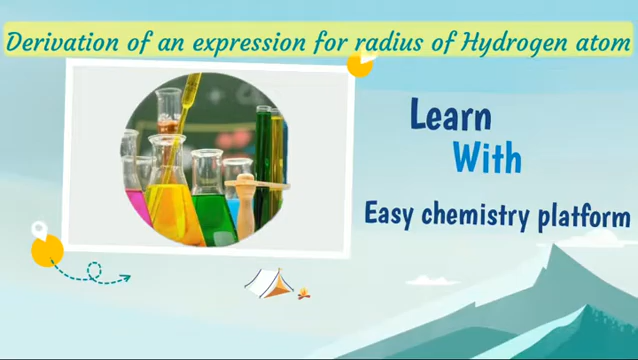 Derivation of an expression for radius of Hydrogen atom
Learn
With
Easy chemistry platform